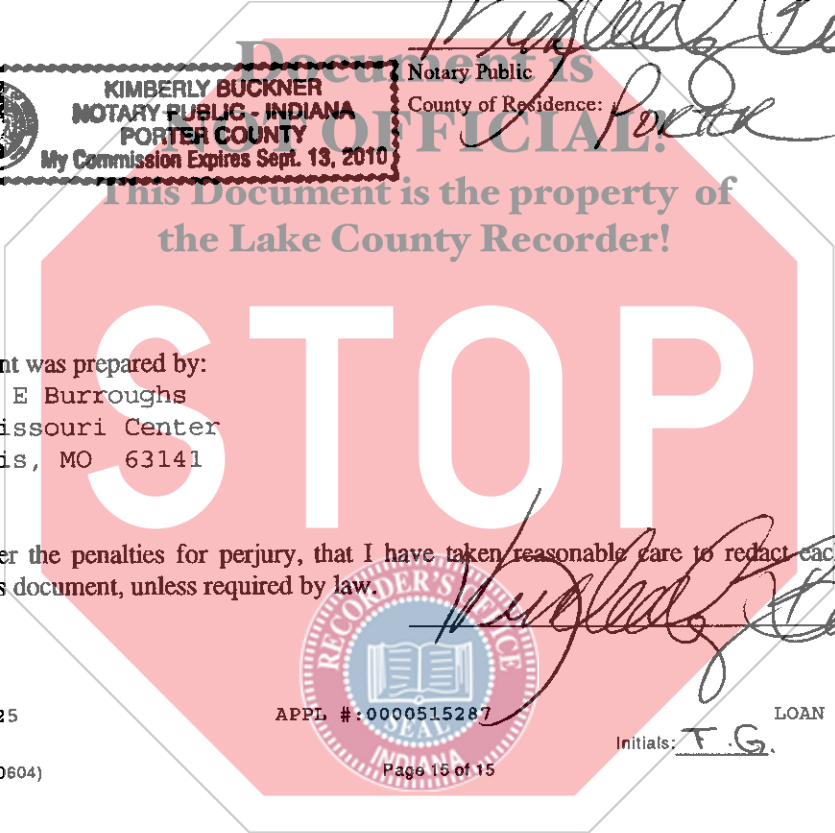 Document is
Notary Public
KIMBERLY BUCKNER
NOTARY PUBLIC - INDIANA
PORTER COUNTY
My Commission Expires Sept. 13, 2010
County of Residence: PORTER
NOT OFFICIAL!
This Document is the property of
the Lake County Recorder!
STOP
nt was prepared by:
E Burroughs
issouri Center
is, MO 63141
er the penalties for perjury, that I have taken reasonable care to redact eac
s document, unless required by law.
RECORDER'S OFFICE
SEAL
INDIANA
25
APPL #:0000515287
LOAN
Initials: T.G.
0604)
Page 15 of 15